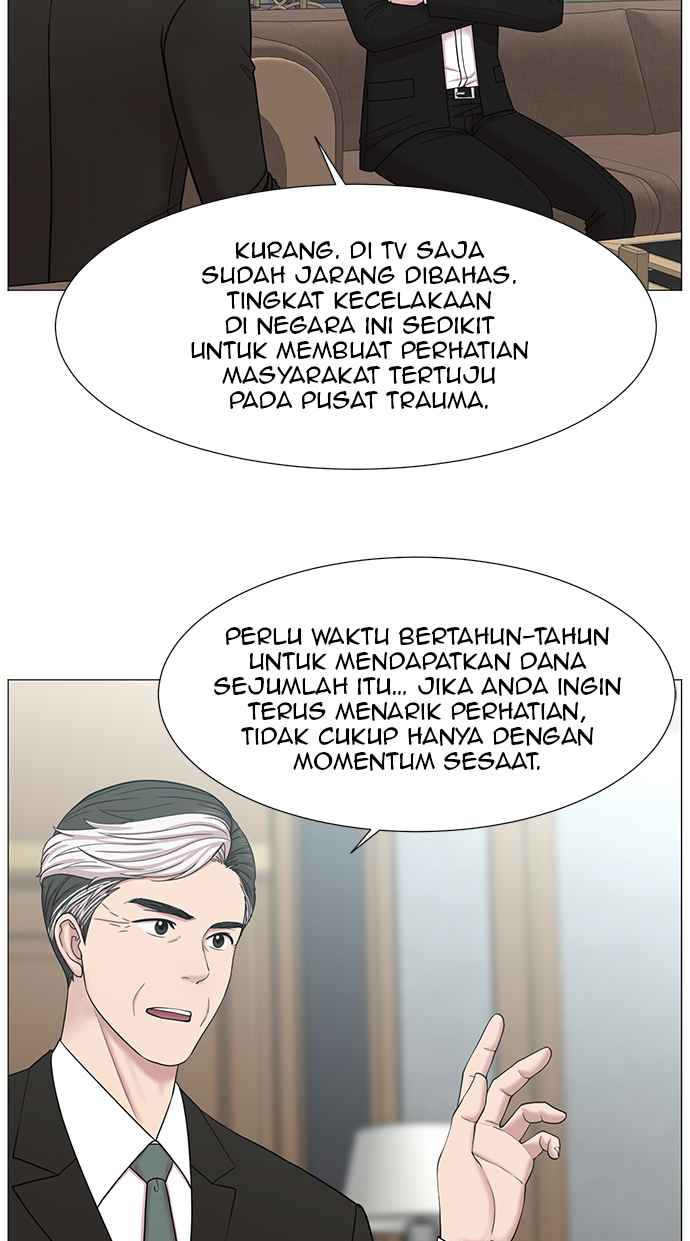 KURANG. DI TV SAJA
SUDAH JARANG DIBAHAS.
TINGKAT KECELAKAAN
DI NEGARA INI SEDIKIT
UNTUK MEMBUAT PERHATIAN
MASYARAKAT TERTUJU
PADA PUSAT TRAUMA.
PERLU WAKTU BERTAHUN-TAHUN
UNTUK MENDAPATKAN DANA
SEJUMLAH ITU... JIKA ANDA INGIN
TERUS MENARIK PERHATIAN,
TIDAK CUKUP HANYA DENGAN
MOMENTUM SESAAT.